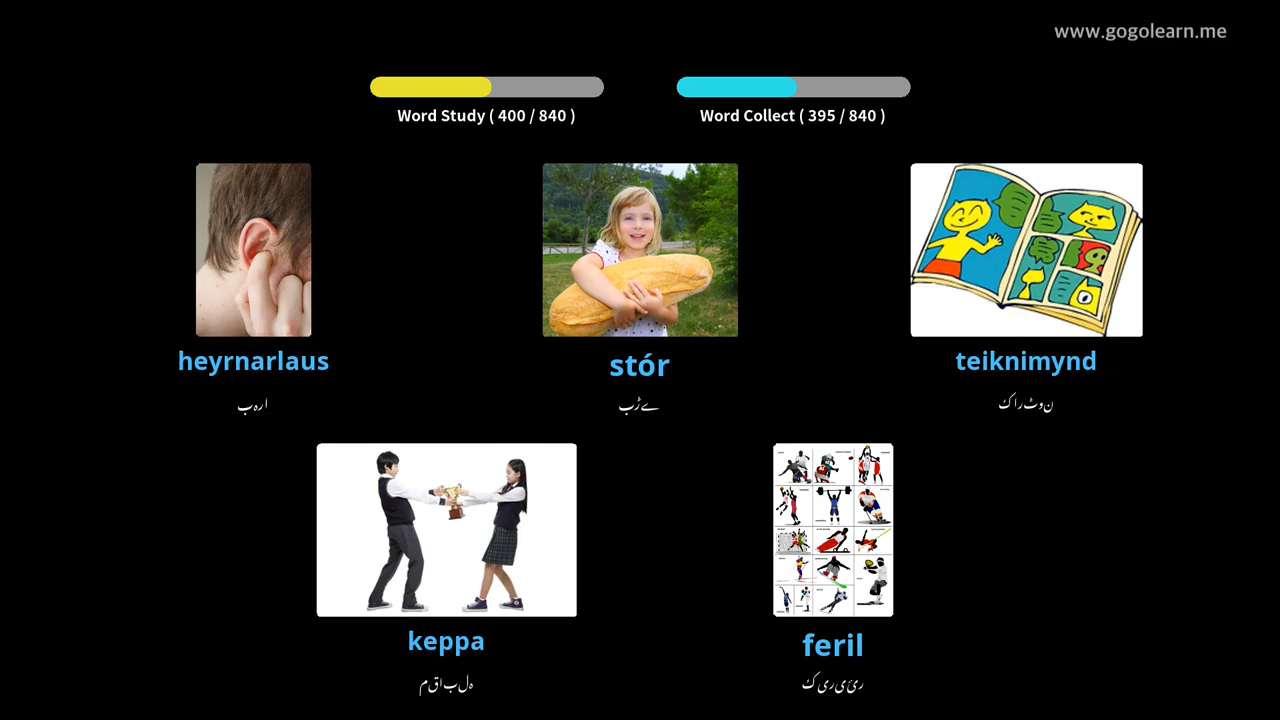 www.gogolearn.me
Word Study ( 400 / 840 )
Word Collect ( 395 / 840 )
heyrnarlaus
بہرا
stór
بڑے
teiknimynd
کارٹون
keppa
مقابلہ
feril
کیریئر